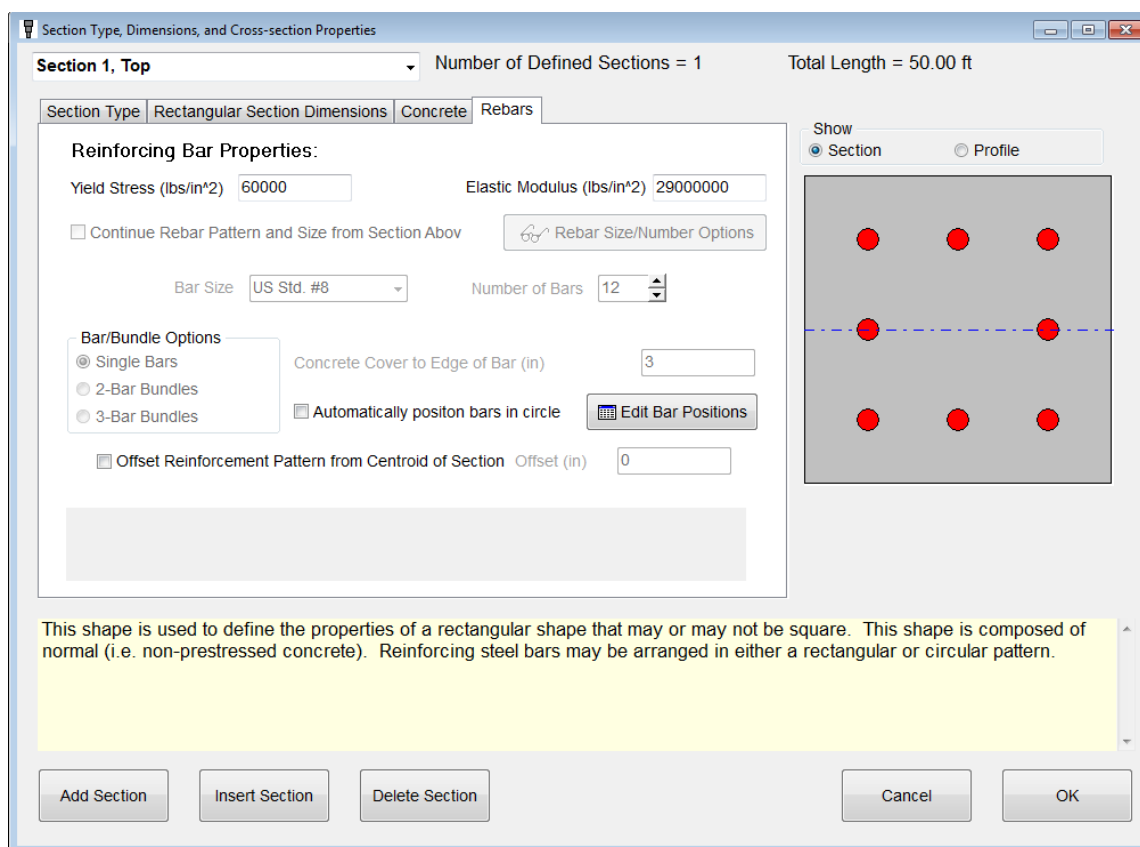 Section Type, Dimensions, and Cross-section Properties
Section 1, Top
Number of Defined Sections = 1
Total Length = 50.00 ft
Section Type
Rectangular Section Dimensions
Concrete
Rebars
Show
Section
Profile
Reinforcing Bar Properties:
Yield Stress (lbs/in^2) 60000
Elastic Modulus (lbs/in^2) 29000000
Continue Rebar Pattern and Size from Section Abov
Rebar Size/Number Options
Bar Size US Std. #8
Number of Bars 12
Bar/Bundle Options
Single Bars
2-Bar Bundles
3-Bar Bundles
Concrete Cover to Edge of Bar (in) 3
Automatically positon bars in circle
Edit Bar Positions
Offset Reinforcement Pattern from Centroid of Section Offset (in) 0
This shape is used to define the properties of a rectangular shape that may or may not be square. This shape is composed of
normal (i.e. non-prestressed concrete). Reinforcing steel bars may be arranged in either a rectangular or circular pattern.
Add Section
Insert Section
Delete Section
Cancel
OK